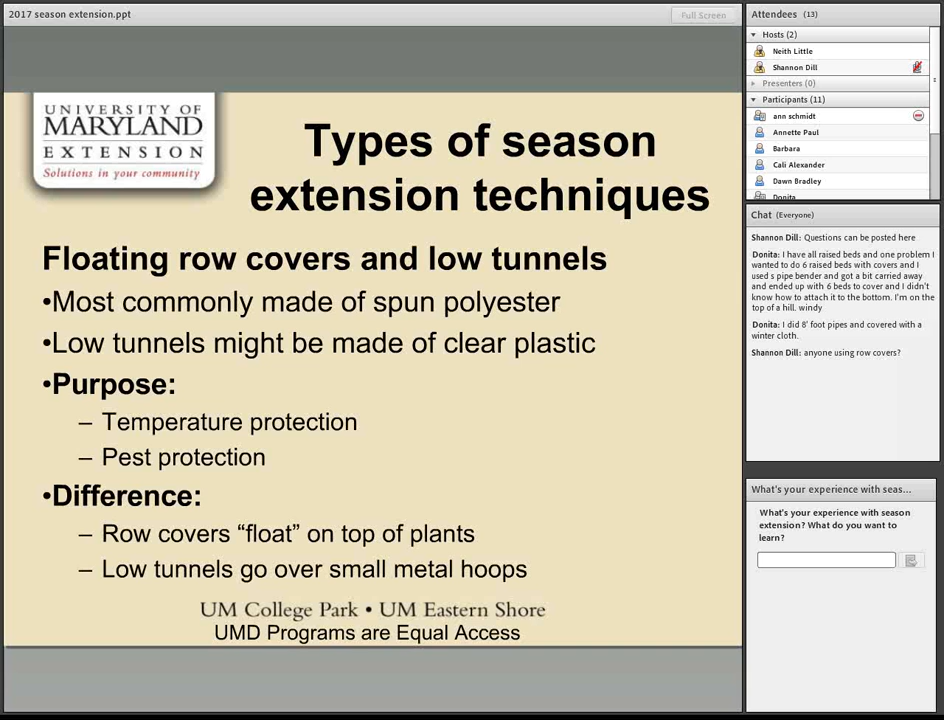 2017 season extension.ppt
Full Screen
UNIVERSITY OF
MARYLAND
EXTENSION
Solutions in your community
Types of season
extension techniques
Floating row covers and low tunnels
•Most commonly made of spun polyester
•Low tunnels might be made of clear plastic
•Purpose:
– Temperature protection
– Pest protection
•Difference:
– Row covers “float” on top of plants
– Low tunnels go over small metal hoops
UM College Park • UM Eastern Shore
UMD Programs are Equal Access
Attendees (13)
Hosts (2)
Neith Little
Shannon Dill
Presenters (0)
Participants (11)
ann schmidt
Annette Paul
Barbara
Cali Alexander
Dawn Bradley
Donita
Chat (Everyone)
Shannon Dill: Questions can be posted here
Donita: I have all raised beds and one problem I
wanted to do 6 raised beds with covers and I
used s pipe bender and got a bit carried away
and ended up with 6 beds to cover and I didn't
know how to attach it to the bottom. I'm on the
top of a hill. windy
Donita: I did 8' foot pipes and covered with a
winter cloth.
Shannon Dill: anyone using row covers?
What's your experience with seas...
What's your experience with season
extension? What do you want to
learn?